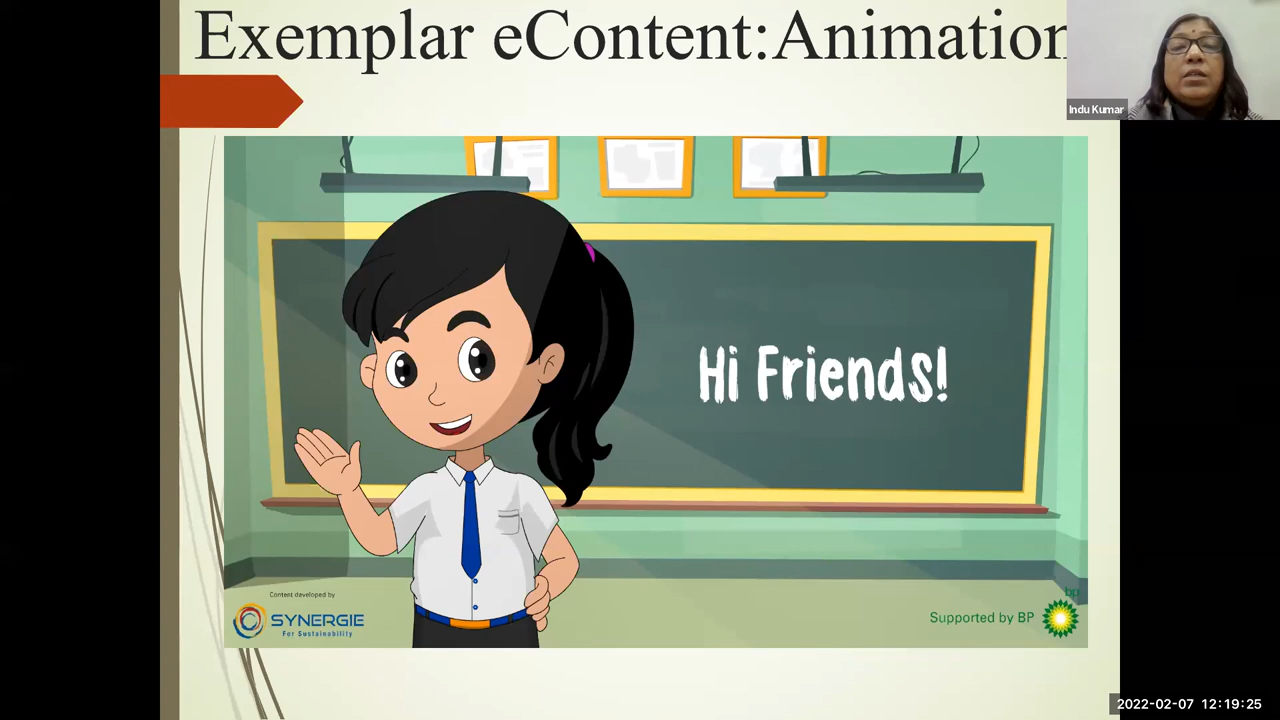 Exemplar eContent:Animation
Indu Kumar
Hi Friends!
Content developed by
SYNERGIE
For Sustainability
bp
Supported by BP
2022-02-07 12:19:25